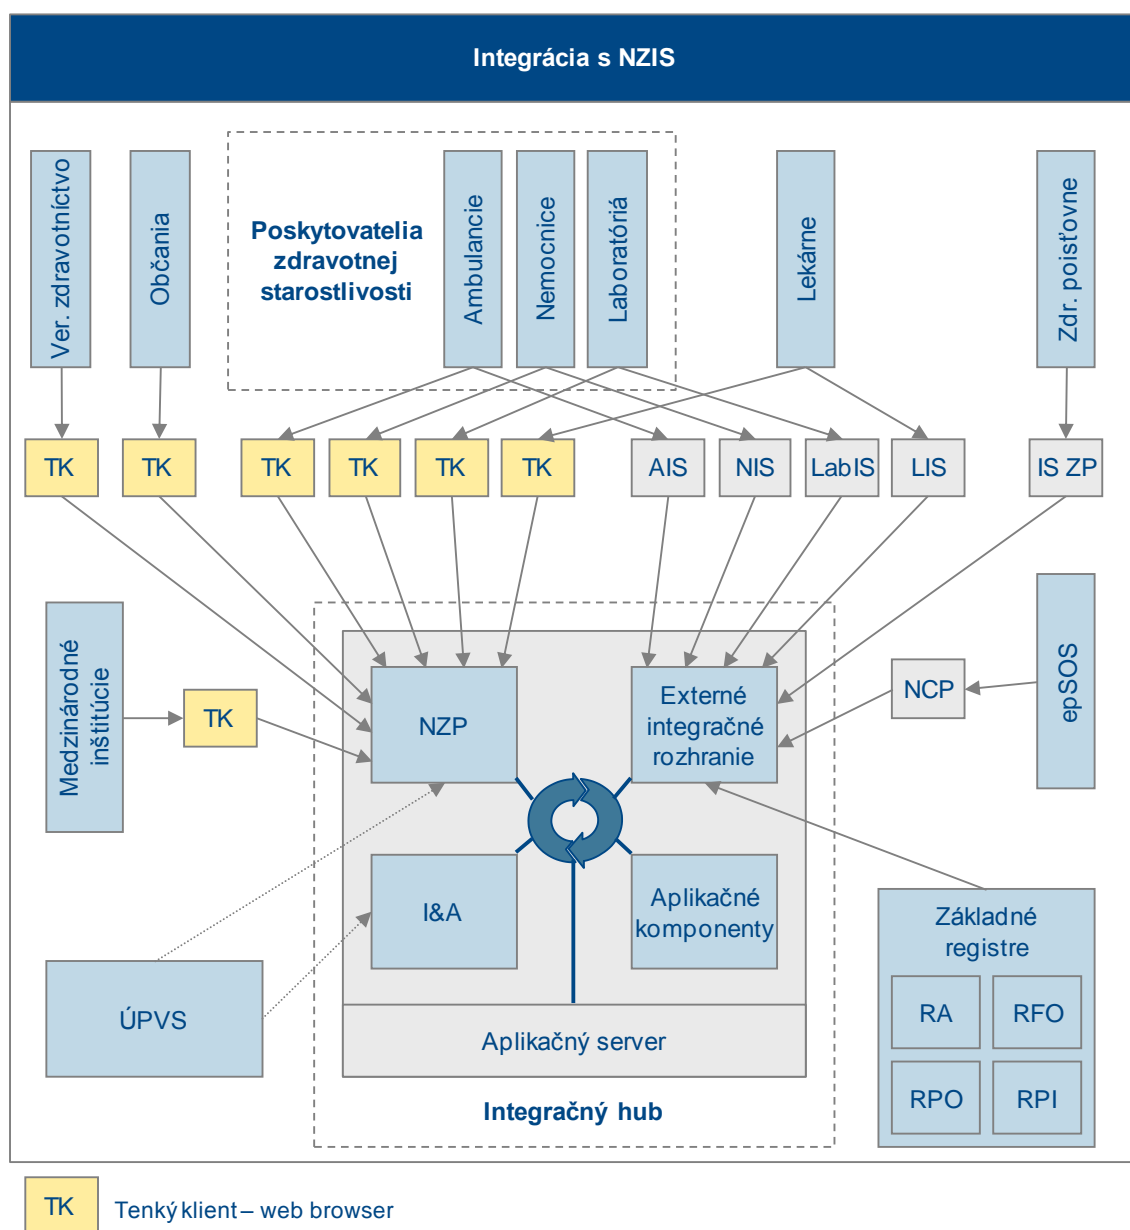 Integrácia s NZIS
Ver. zdravotníctvo
Občania
Poskytovatelia
zdravotnej
starostlivosti
Ambulancie
Nemocnice
Laboratóriá
Lekárne
Zdr. poisťovne
TK
TK
TK
TK
TK
TK
AIS
NIS
LabIS
LIS
IS ZP
Medzinárodné
inštitúcie
TK
NZP
Externé
integračné
rozhranie
NCP
epSOS
I&A
Aplikačné
komponenty
ÚPVS
Aplikačný server
Integračný hub
Základné
registre
RA
RFO
RPO
RPI
TK
Tenký klient – web browser